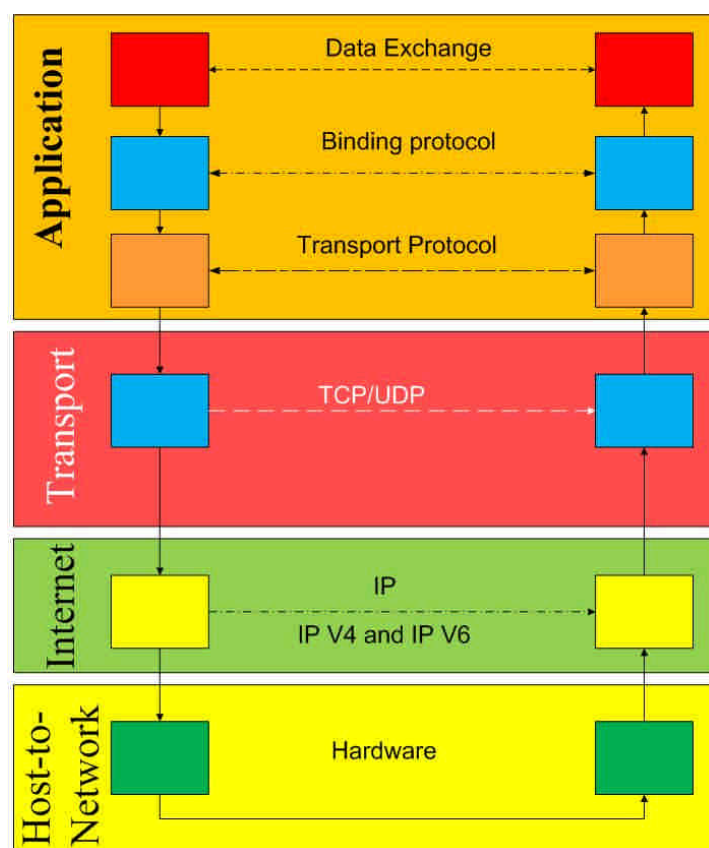 Application
Data Exchange
Binding protocol
Transport Protocol
Transport
TCP/UDP
Internet
IP
IP V4 and IP V6
Host-to-
Network
Hardware